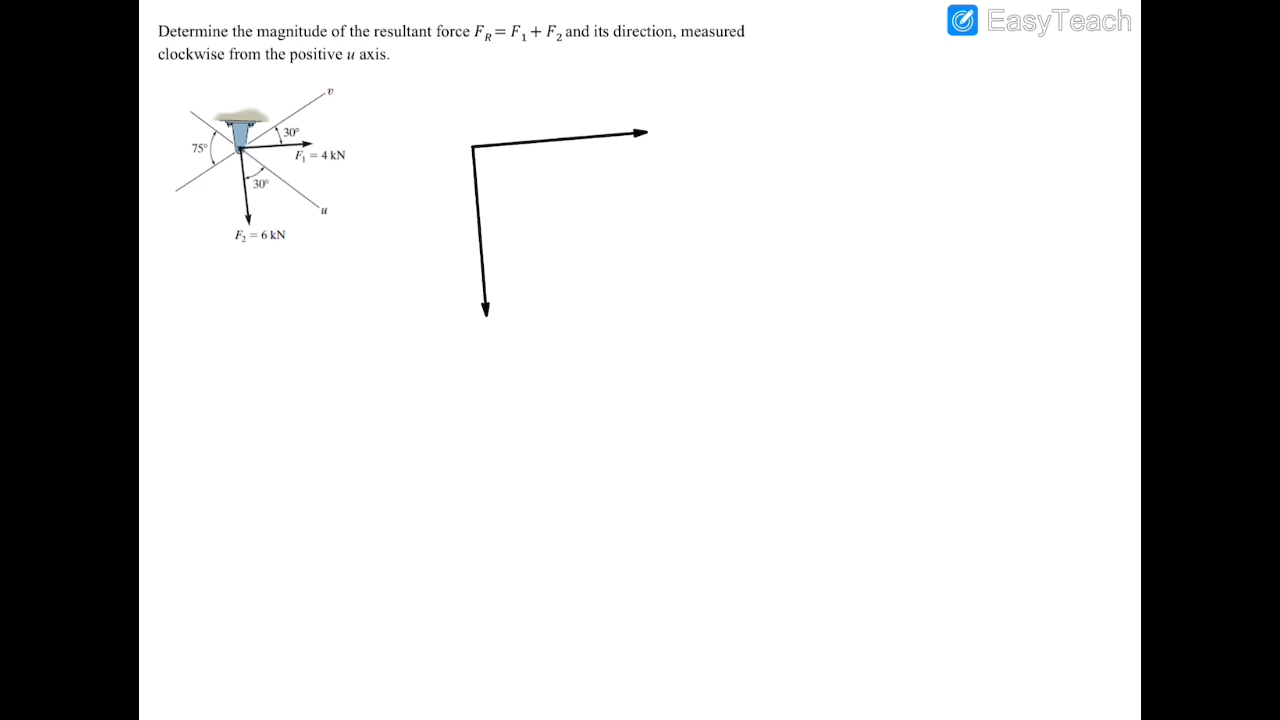 EasyTeach
Determine the magnitude of the resultant force F_R = F_1 + F_2 and its direction, measured
clockwise from the positive u axis.
v
30°
75°
F_1 = 4 kN
30°
u
F_2 = 6 kN